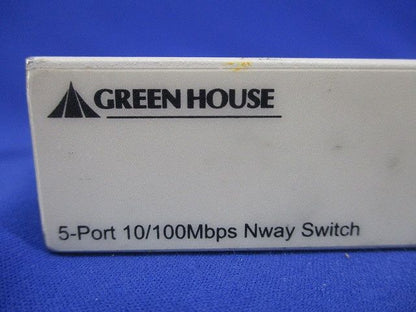 GREEN HOUSE
5-Port 10/100Mbps Nway Switch